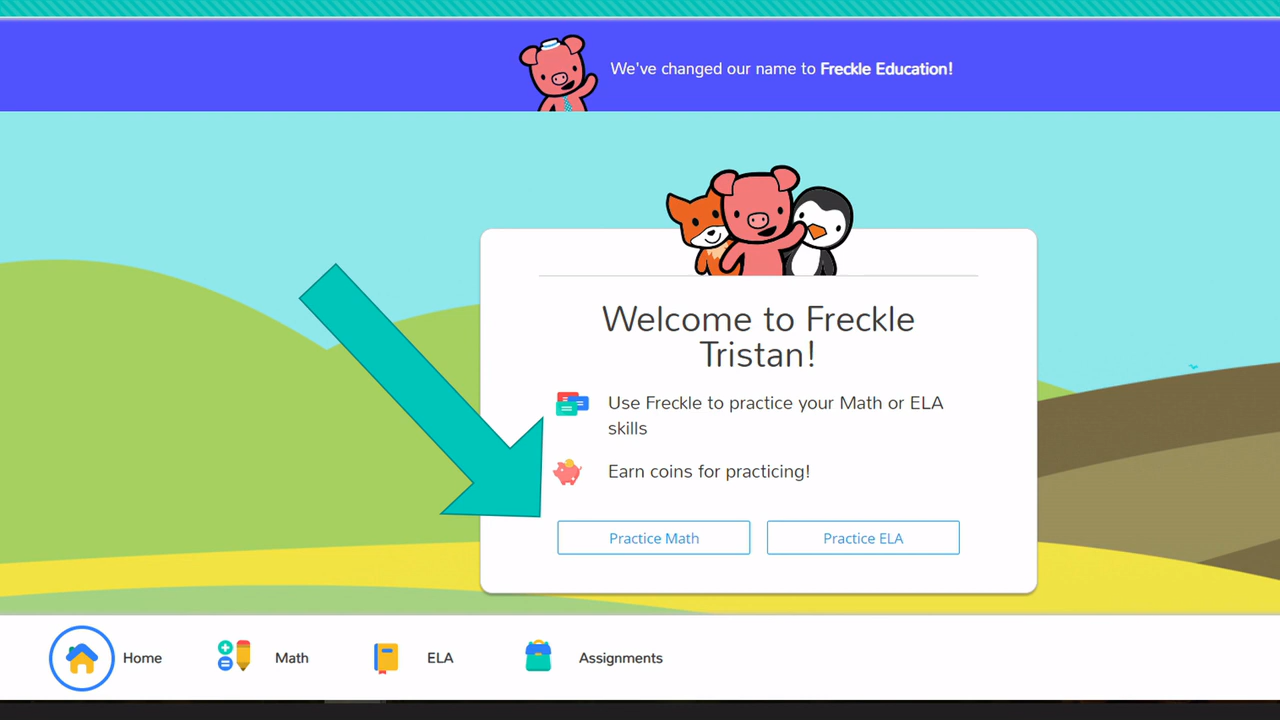 We've changed our name to Freckle Education!
Welcome to Freckle
Tristan!
Use Freckle to practice your Math or ELA
skills
Earn coins for practicing!
Practice Math
Practice ELA
Home
Math
ELA
Assignments